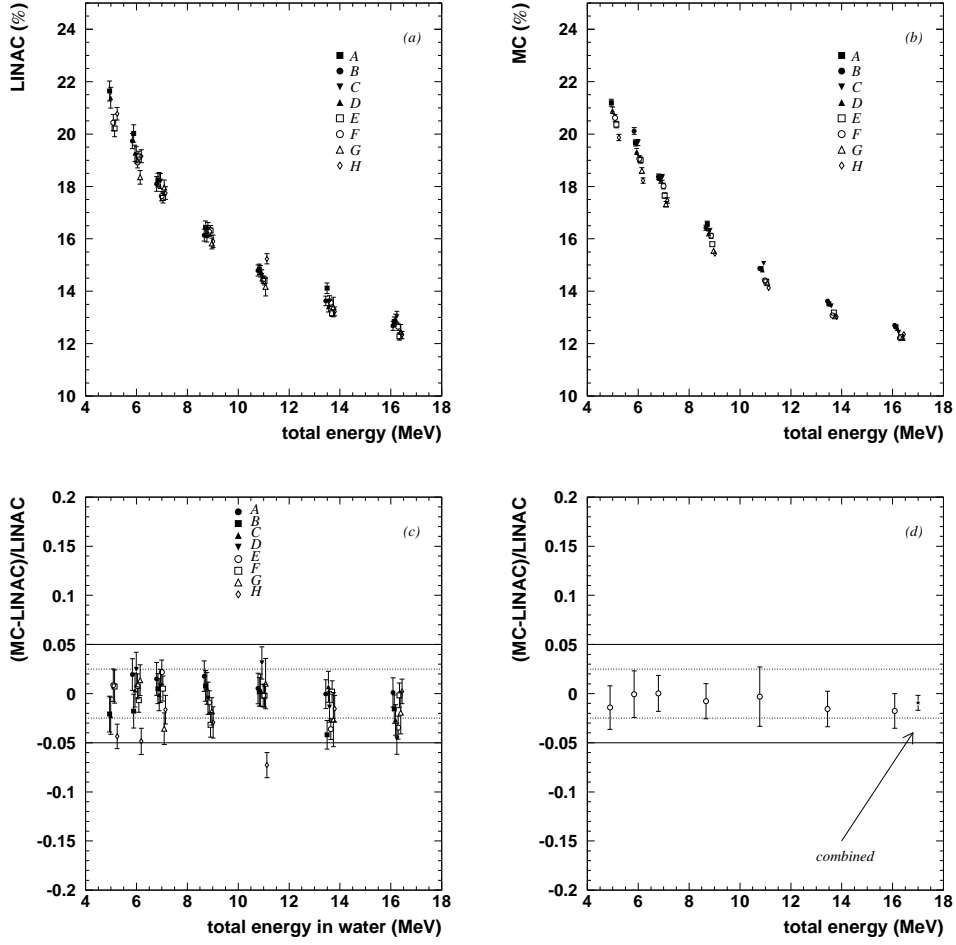 LINAC (%)
24
22
20
18
16
14
12
10
4 6 8 10 12 14 16 18
total energy (MeV)
(a)
A
B
C
D
E
F
G
H
MC (%)
24
22
20
18
16
14
12
10
4 6 8 10 12 14 16 18
total energy (MeV)
(b)
A
B
C
D
E
F
G
H
(MC-LINAC)/LINAC
0.2
0.15
0.1
0.05
0
-0.05
-0.1
-0.15
-0.2
4 6 8 10 12 14 16 18
total energy in water (MeV)
(c)
A
B
C
D
E
F
G
H
(MC-LINAC)/LINAC
0.2
0.15
0.1
0.05
0
-0.05
-0.1
-0.15
-0.2
4 6 8 10 12 14 16 18
total energy (MeV)
(d)
combined